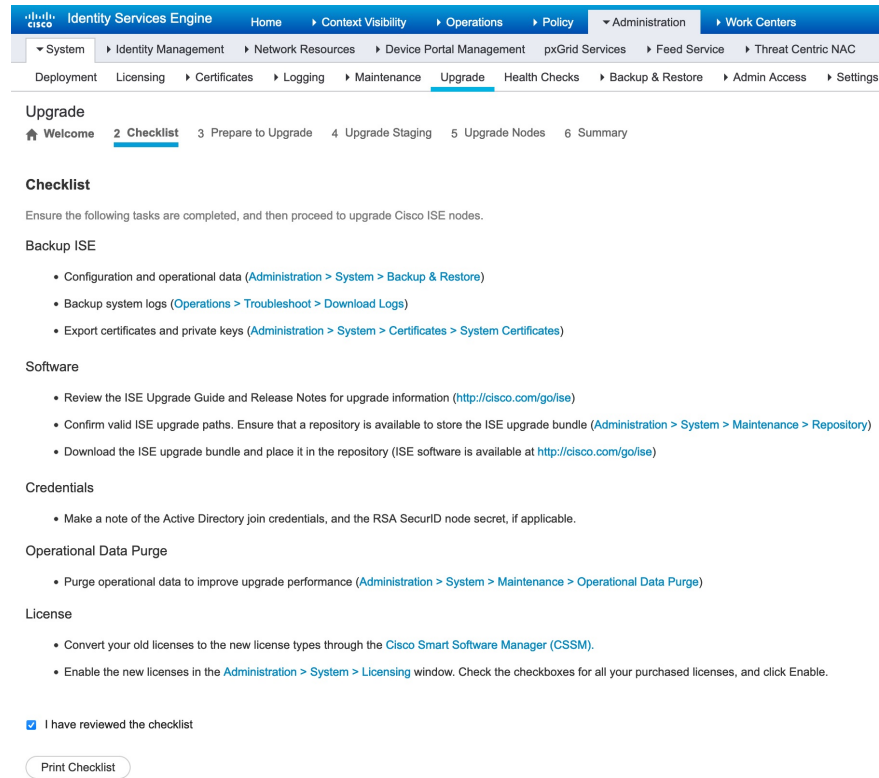 cisco Identity Services Engine Home Context Visibility Operations Policy Administration Work Centers
System Identity Management Network Resources Device Portal Management pxGrid Services Feed Service Threat Centric NAC
Deployment Licensing Certificates Logging Maintenance Upgrade Health Checks Backup & Restore Admin Access Settings
Upgrade
Welcome 2 Checklist 3 Prepare to Upgrade 4 Upgrade Staging 5 Upgrade Nodes 6 Summary
Checklist
Ensure the following tasks are completed, and then proceed to upgrade Cisco ISE nodes.
Backup ISE
• Configuration and operational data (Administration > System > Backup & Restore)
• Backup system logs (Operations > Troubleshoot > Download Logs)
• Export certificates and private keys (Administration > System > Certificates > System Certificates)
Software
• Review the ISE Upgrade Guide and Release Notes for upgrade information (http://cisco.com/go/ise)
• Confirm valid ISE upgrade paths. Ensure that a repository is available to store the ISE upgrade bundle (Administration > System > Maintenance > Repository)
• Download the ISE upgrade bundle and place it in the repository (ISE software is available at http://cisco.com/go/ise)
Credentials
• Make a note of the Active Directory join credentials, and the RSA SecurID node secret, if applicable.
Operational Data Purge
• Purge operational data to improve upgrade performance (Administration > System > Maintenance > Operational Data Purge)
License
• Convert your old licenses to the new license types through the Cisco Smart Software Manager (CSSM).
• Enable the new licenses in the Administration > System > Licensing window. Check the checkboxes for all your purchased licenses, and click Enable.
I have reviewed the checklist
Print Checklist